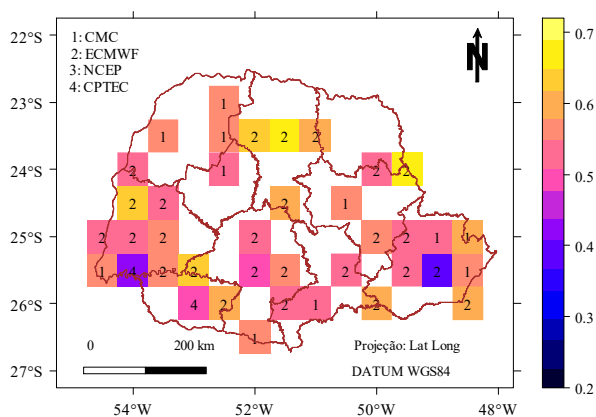 1: CMC
2: ECMWF
3: NCEP
4: CPTEC
N
22°S
23°S
24°S
25°S
26°S
27°S
1
1 1 2 2 2
2 1 2 2
2 2 2 1
2 2 2 2 2 2 1 1
1 4 2 2 2 2 2 2 2 1
4 2 2 1 2 2
1
0 200 km
Projeção: Lat Long
DATUM WGS84
54°W 52°W 50°W 48°W
0.7
0.6
0.5
0.4
0.3
0.2